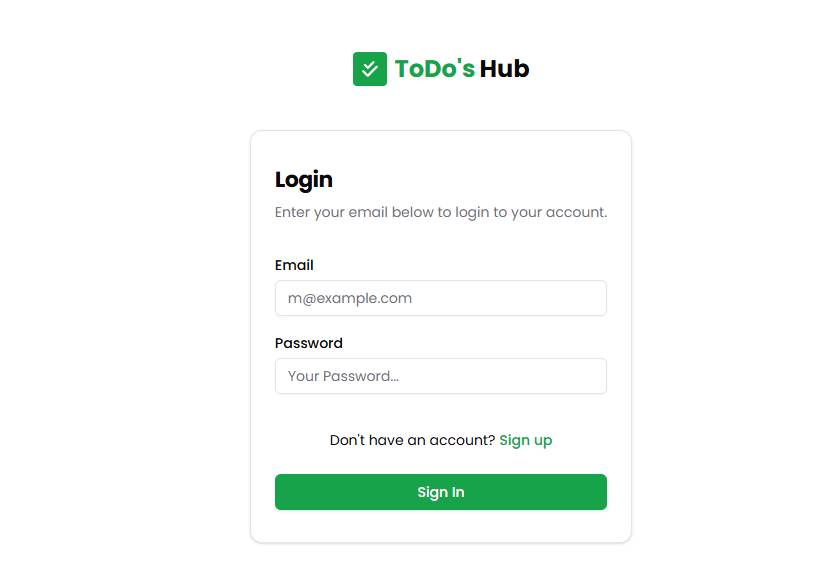 ToDo's Hub
Login
Enter your email below to login to your account.
Email
m@example.com
Password
Your Password...
Don't have an account? Sign up
Sign In